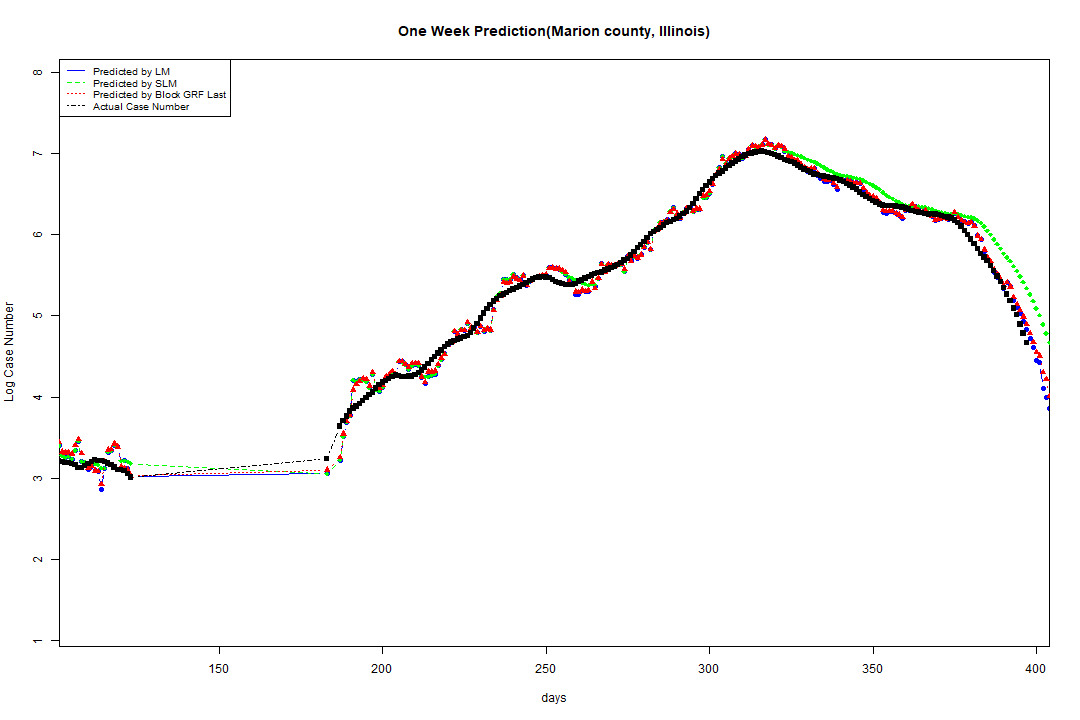 One Week Prediction(Marion county, Illinois)
Predicted by LM
Predicted by SLM
Predicted by Block GRF Last
Actual Case Number
Log Case Number
8
7
6
5
4
3
2
1
150 200 250 300 350 400
days